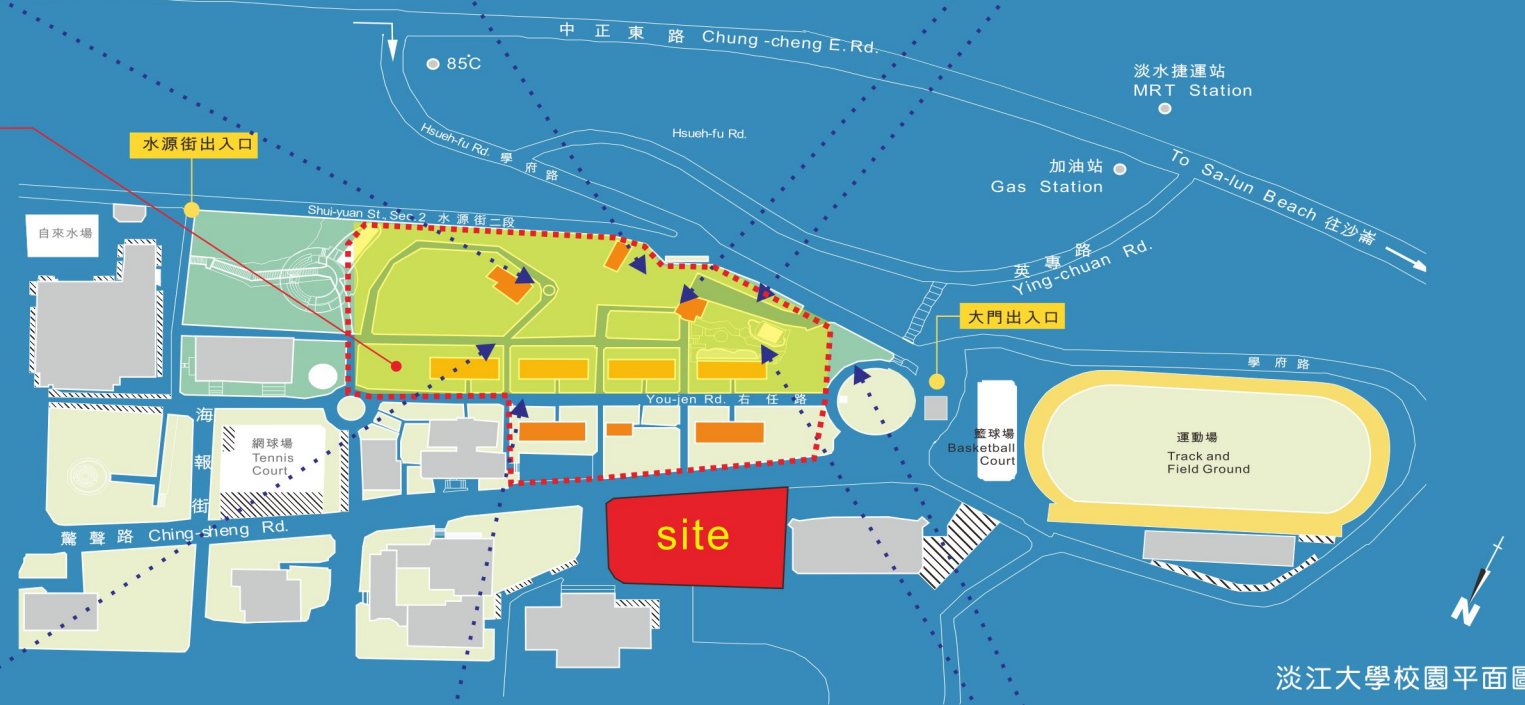 中正東路 Chung-cheng E.Rd.
85°C
淡水捷運站
MRT Station
水源街出入口
Hsueh-fu Rd. 學府路
Hsueh-fu Rd.
加油站
Gas Station
To Sa-lun Beach 往沙崙
Shui-yuan St., Sec.2 水源街二段
自來水場
英專路
Ying-chuan Rd.
大門出入口
學府路
You-jen Rd. 右任路
海報街
網球場
Tennis
Court
籃球場
Basketball
Court
運動場
Track and
Field Ground
驚聲路 Ching-sheng Rd.
site
N
淡江大學校園平面圖